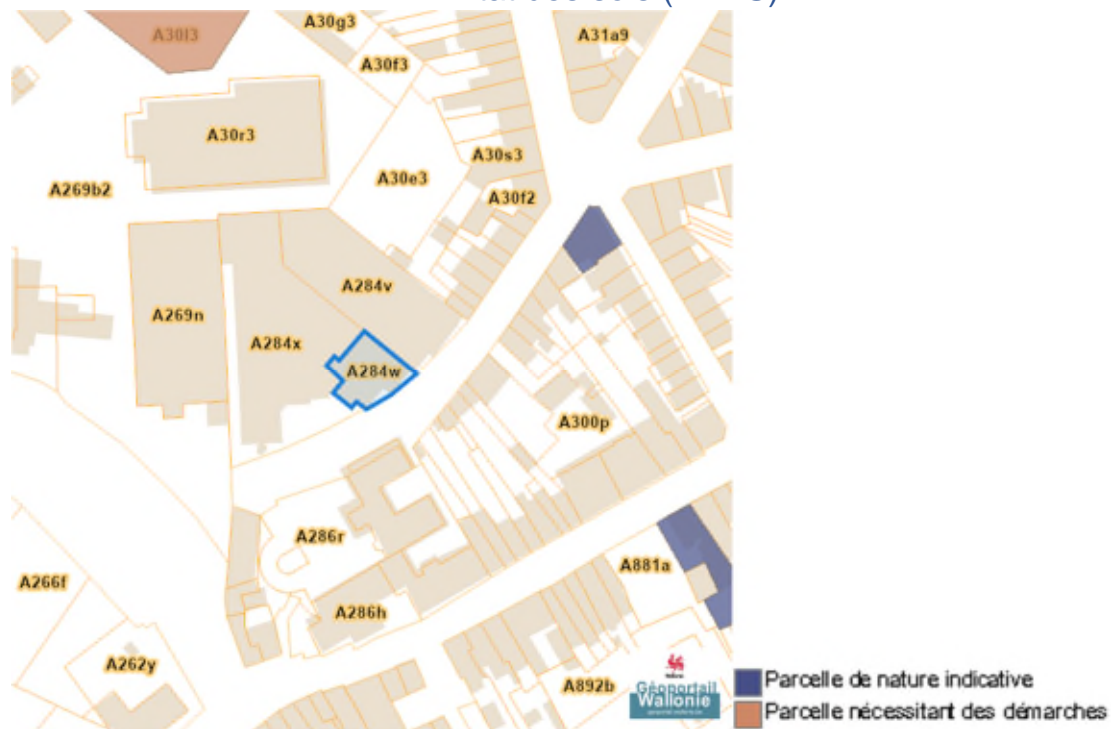 A30g3
A31a9
A30l3
A30f3
A30r3
A30s3
A30e3
A269b2
A30f2
A284v
A269n
A284x
A284w
A300p
A286r
A881a
A266f
A286h
A262y
A892b
Géoportail
Wallonie
Parcelle de nature indicative
Parcelle nécessitant des démarches